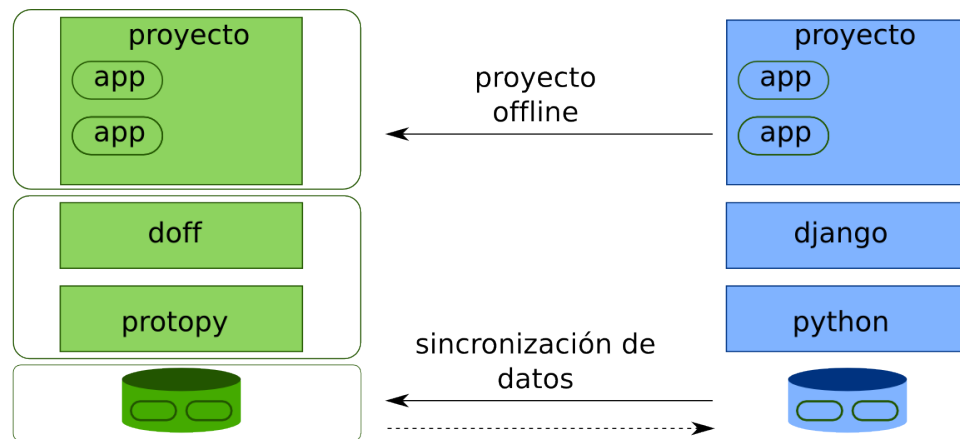 proyecto
app
app
doff
protopy
proyecto
offline
sincronización de
datos
proyecto
app
app
django
python